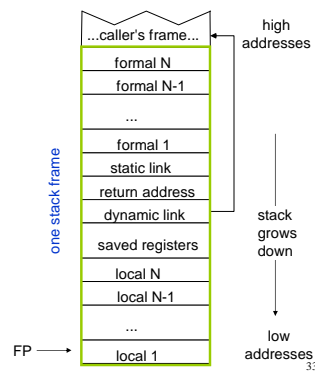 ...caller's frame...
high
addresses
formal N
formal N-1
...
formal 1
static link
return address
dynamic link
saved registers
local N
local N-1
...
local 1
one stack frame
stack
grows
down
low
addresses
FP
33